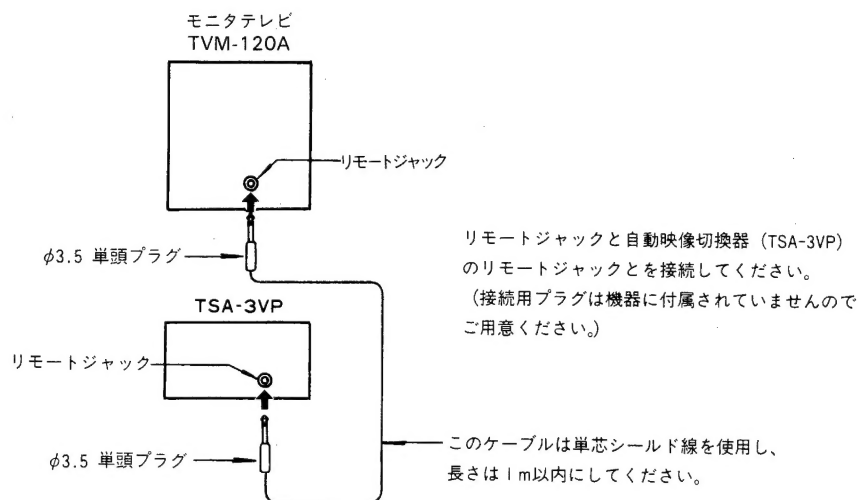 モニタテレビ
TVM-120A
リモートジャック
φ3.5 単頭プラグ
リモートジャックと自動映像切換器 (TSA-3VP)
のリモートジャックとを接続してください。
(接続用プラグは機器に付属されていませんので
ご用意ください。)
TSA-3VP
リモートジャック
φ3.5 単頭プラグ
このケーブルは単芯シールド線を使用し、
長さは1m以内にしてください。